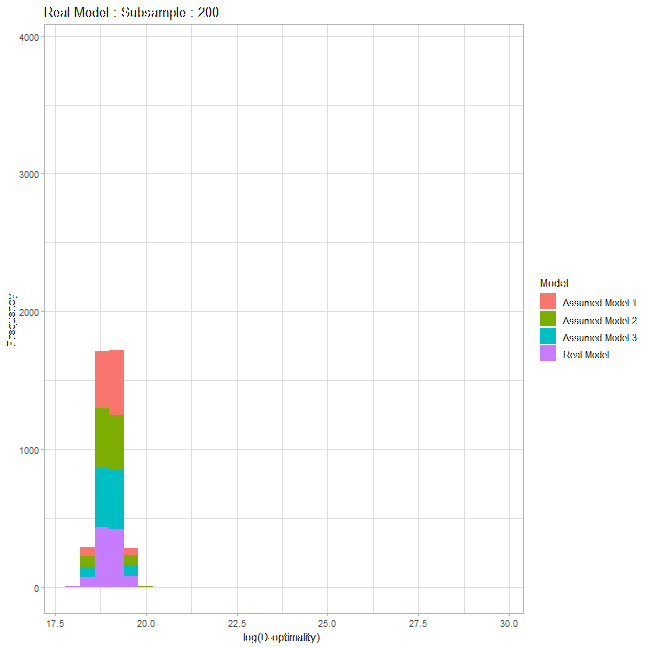 Real Model : Subsample : 200
4000
3000
2000
1000
0
Frequency
17.5 20.0 22.5 25.0 27.5 30.0
log(D-optimality)
Model
Assumed Model 1
Assumed Model 2
Assumed Model 3
Real Model